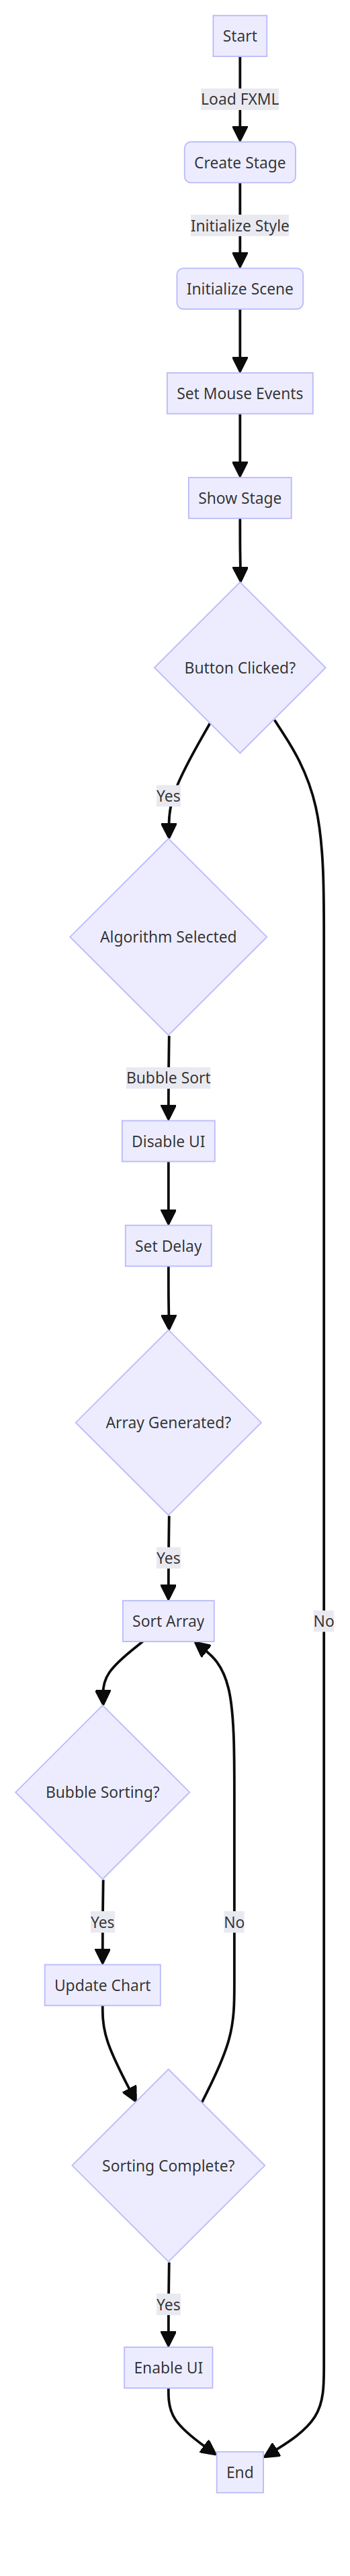 Start
Load FXML
Create Stage
Initialize Style
Initialize Scene
Set Mouse Events
Show Stage
Button Clicked?
Yes
Algorithm Selected
Bubble Sort
Disable UI
Set Delay
Array Generated?
Yes
Sort Array
No
Bubble Sorting?
Yes
No
Update Chart
Sorting Complete?
Yes
Enable UI
End